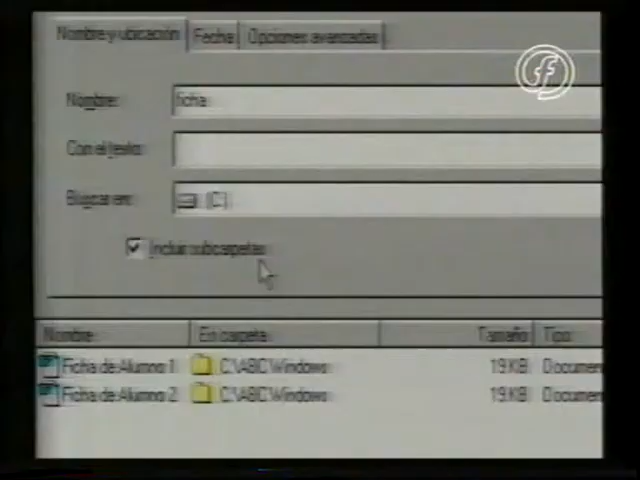 Nombre y ubicación Fecha Opciones avanzadas
Nombre: ficha
Con el texto:
Buscar en: (C:)
Incluir subcarpetas
Nombre En carpeta Tamaño Tipo
Ficha de Alumno 1 C:\ABC\Windows 19 KB Documen
Ficha de Alumno 2 C:\ABC\Windows 19 KB Documen